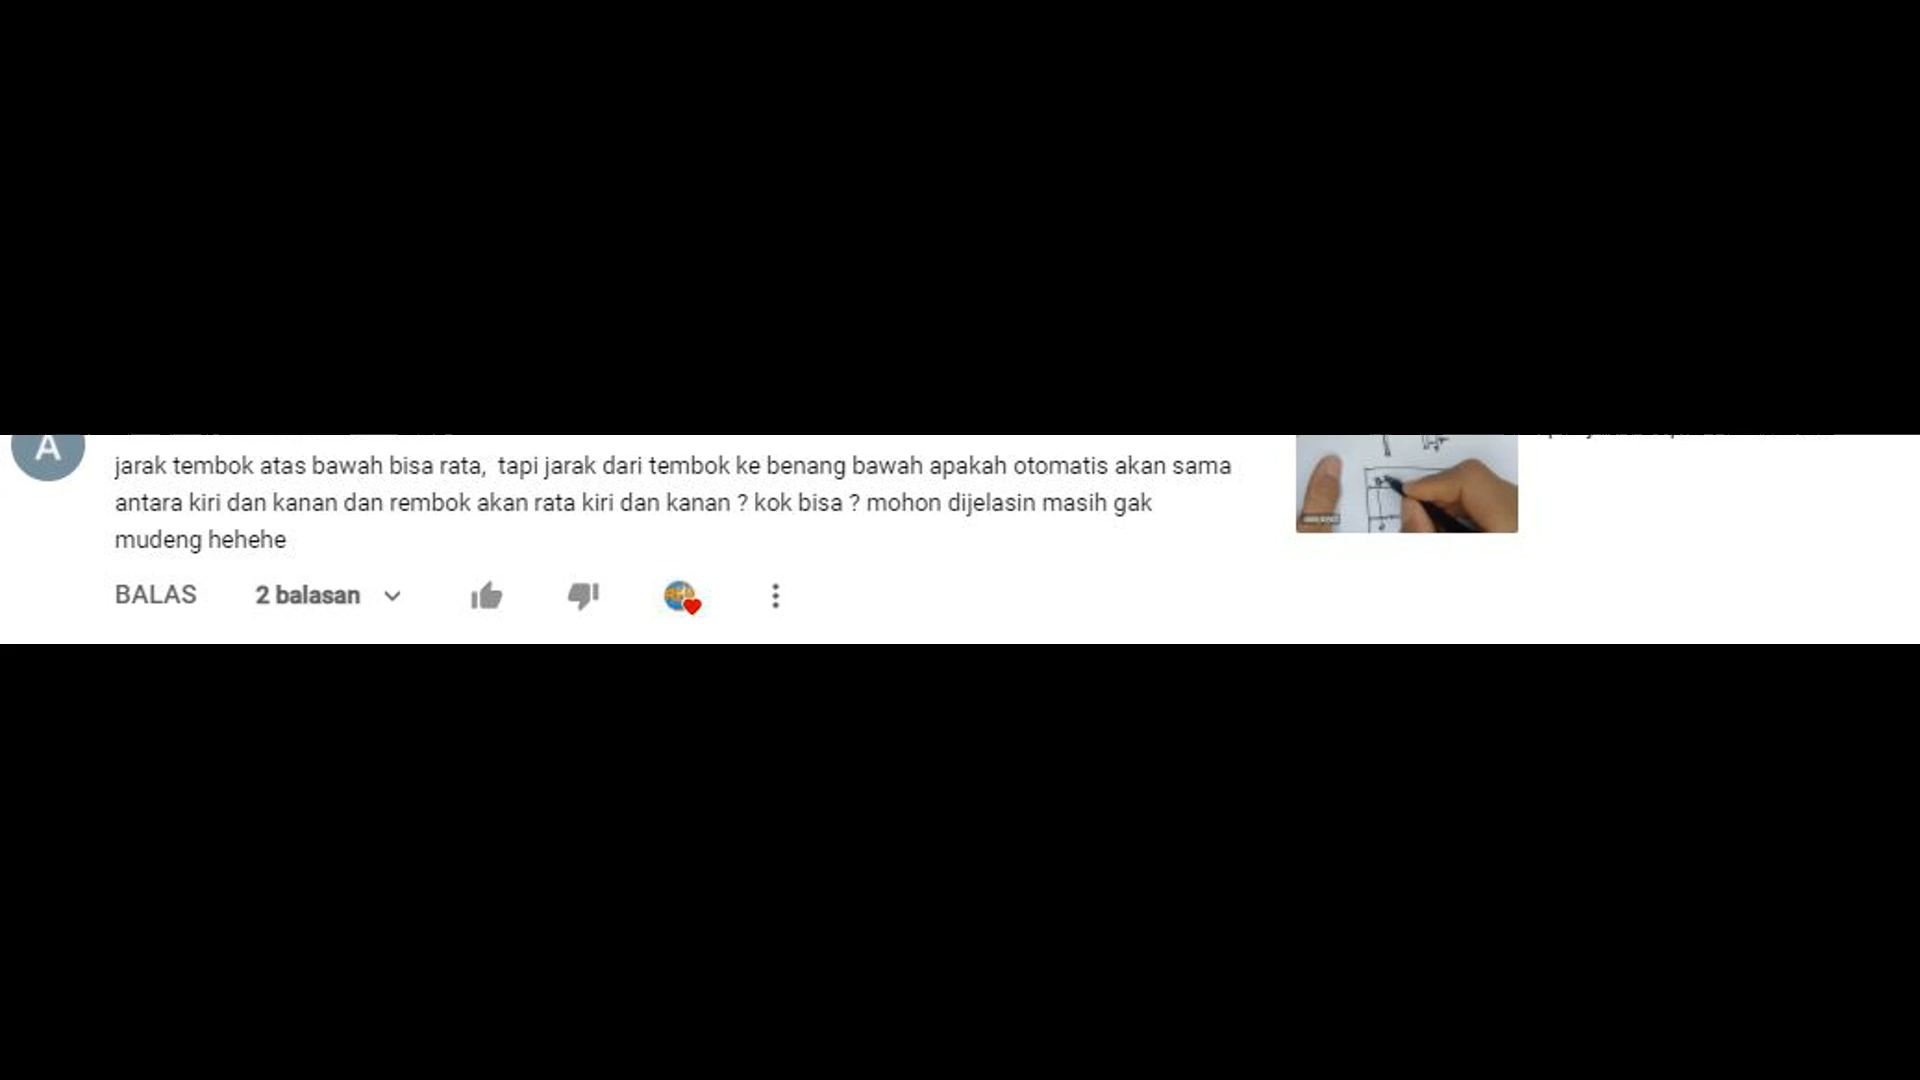 A
jarak tembok atas bawah bisa rata, tapi jarak dari tembok ke benang bawah apakah otomatis akan sama
antara kiri dan kanan dan rembok akan rata kiri dan kanan ? kok bisa ? mohon dijelasin masih gak
mudeng hehehe
BALAS 2 balasan